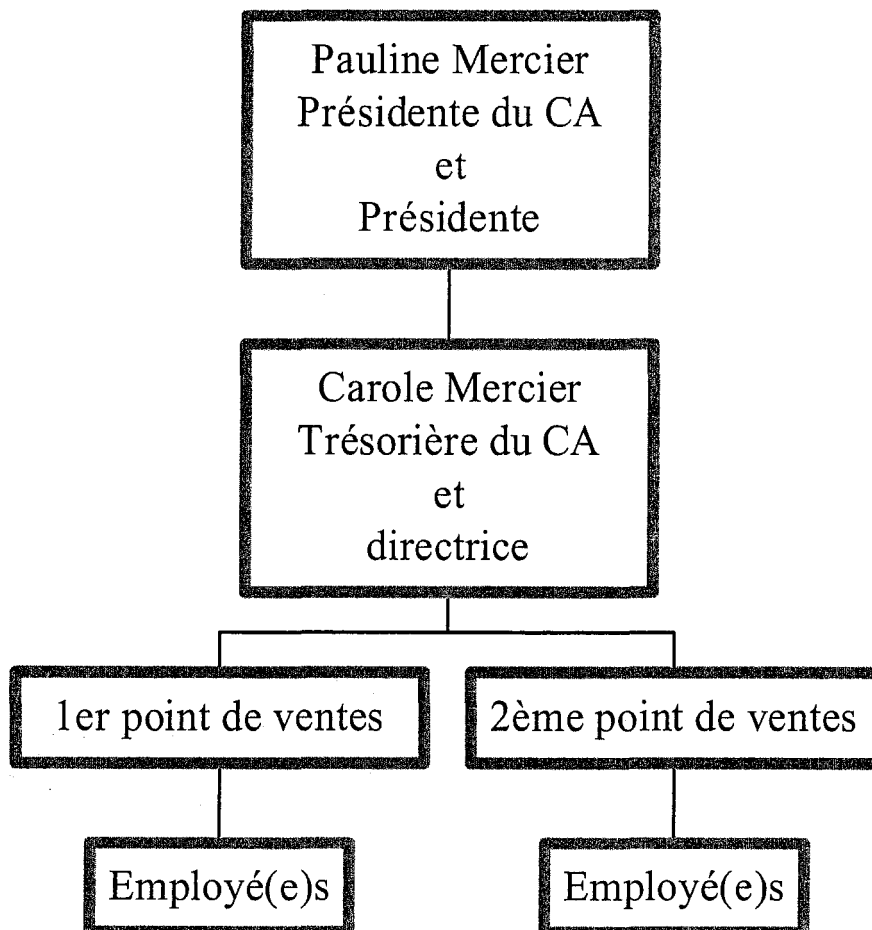 Pauline Mercier
Présidente du CA
et
Présidente
Carole Mercier
Trésorière du CA
et
directrice
1er point de ventes
2ème point de ventes
Employé(e)s
Employé(e)s